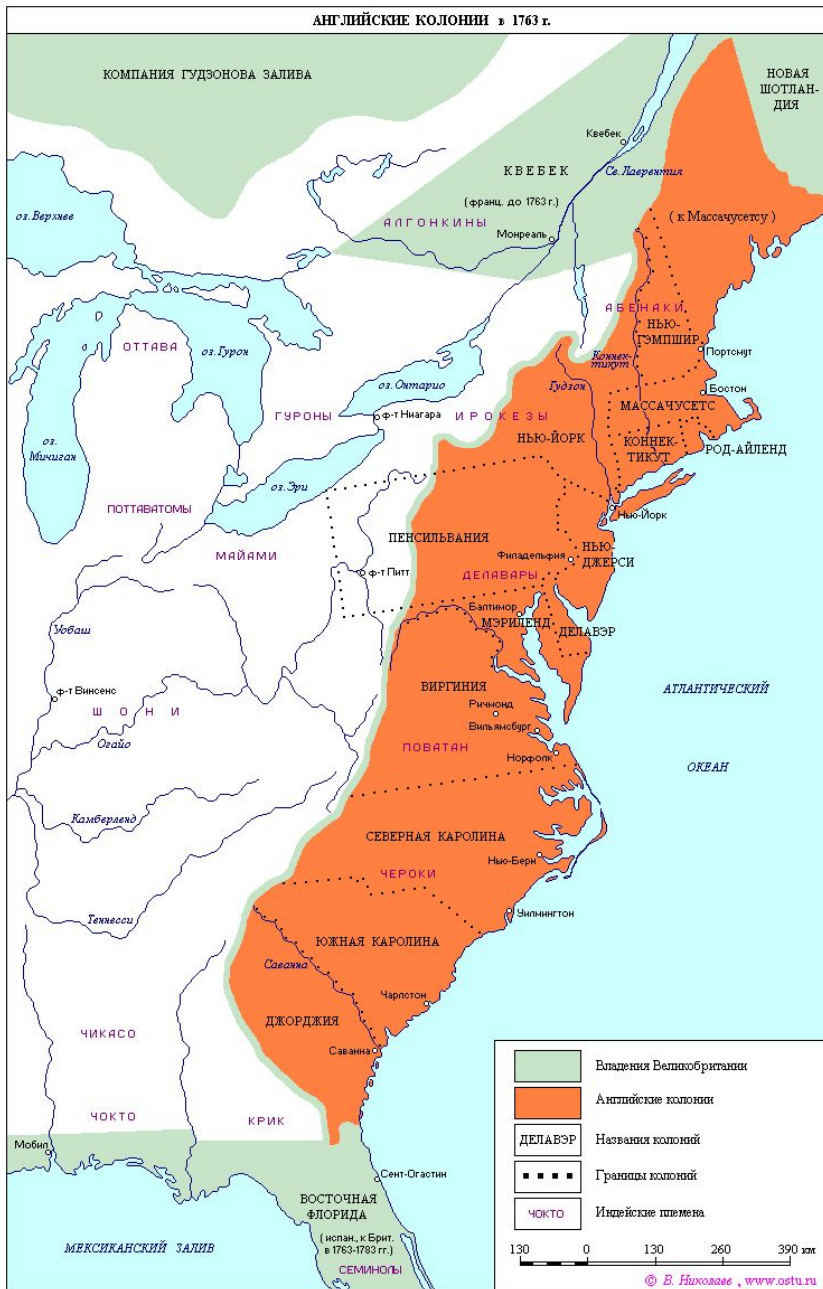 АНГЛИЙСКИЕ КОЛОНИИ в 1763 г.
КОМПАНИЯ ГУДЗОНОВА ЗАЛИВА
НОВАЯ
ШОТЛАН-
ДИЯ
Квебек
КВЕБЕК
Св. Лаврентия
(франц. до 1763 г.)
оз. Верхнее
АЛГОНКИНЫ
( к Массачусетсу )
Монреаль
АБЕНАКИ
НЬЮ-
ГЭМПШИР
ОТТАВА
оз. Гурон
Портсмут
Коннек-
тикут
оз. Онтарио
Гудзон
Бостон
МАССАЧУСЕТС
ГУРОНЫ
ф-т Ниагара
ИРОКЕЗЫ
оз.
Мичиган
НЬЮ-ЙОРК
КОННЕК-
ТИКУТ
РОД-АЙЛЕНД
оз. Эри
ПОТТАВАТОМЫ
Нью-Йорк
МАЙАМИ
ПЕНСИЛЬВАНИЯ
Филадельфия
НЬЮ-
ДЖЕРСИ
ф-т Питт
ДЕЛАВАРЫ
Балтимор
МЭРИЛЕНД
Уобаш
ДЕЛАВЭР
ф-т Винсенс
ВИРГИНИЯ
АТЛАНТИЧЕСКИЙ
ШОНИ
Ричмонд
Вильямсбург
Огайо
ПОВАТАН
Норфолк
ОКЕАН
Камберленд
СЕВЕРНАЯ КАРОЛИНА
Нью-Берн
ЧЕРОКИ
Теннесси
Уилмингтон
ЮЖНАЯ КАРОЛИНА
Саванна
Чарлстон
ДЖОРДЖИЯ
ЧИКАСО
Саванна
ЧОКТО
КРИК
Мобил
Сент-Огастин
ВОСТОЧНАЯ
ФЛОРИДА
( испан., к Брит.
в 1763-1783 гг.)
МЕКСИКАНСКИЙ ЗАЛИВ
СЕМИНОЛЫ
Владения Великобритании
Английские колонии
ДЕЛАВЭР Названия колоний
Границы колоний
ЧОКТО Индейские племена
130 0 130 260 390 км
© В. Николаев , www.ostu.ru